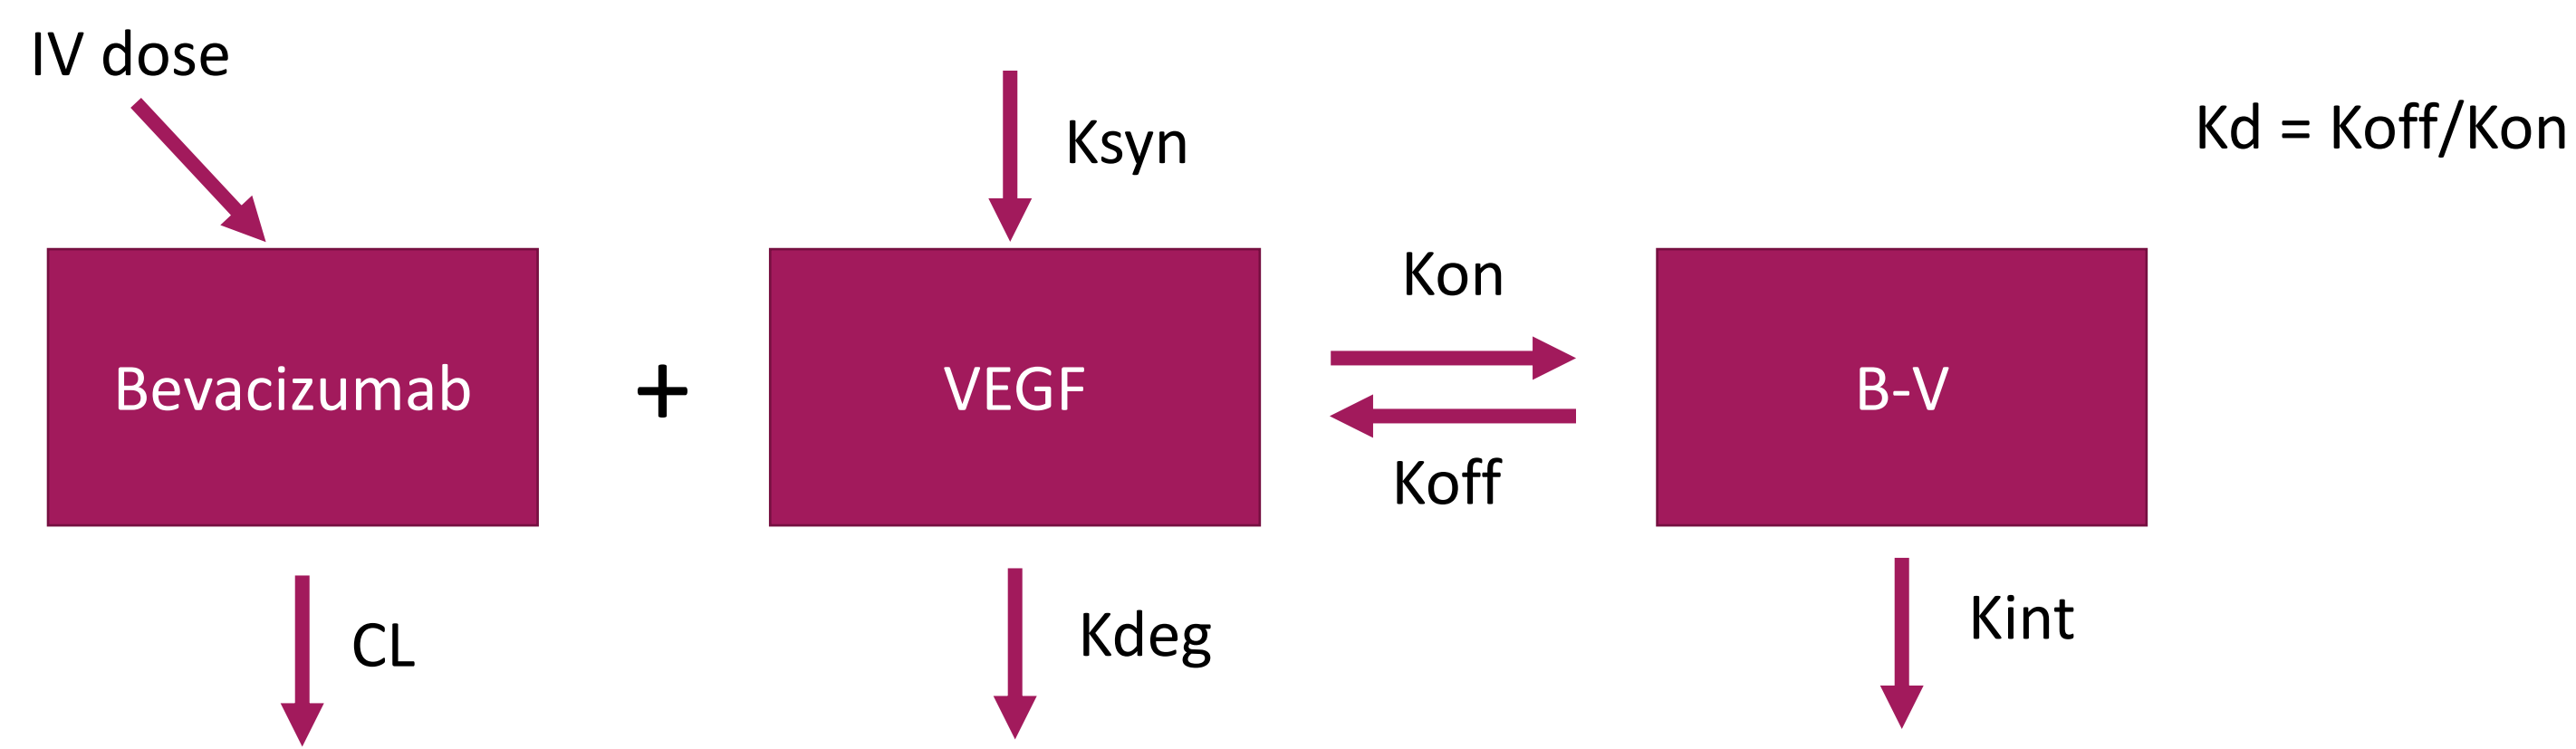 IV dose
Ksyn
Kd = Koff/Kon
Kon
Bevacizumab
+
VEGF
B-V
Koff
CL
Kdeg
Kint